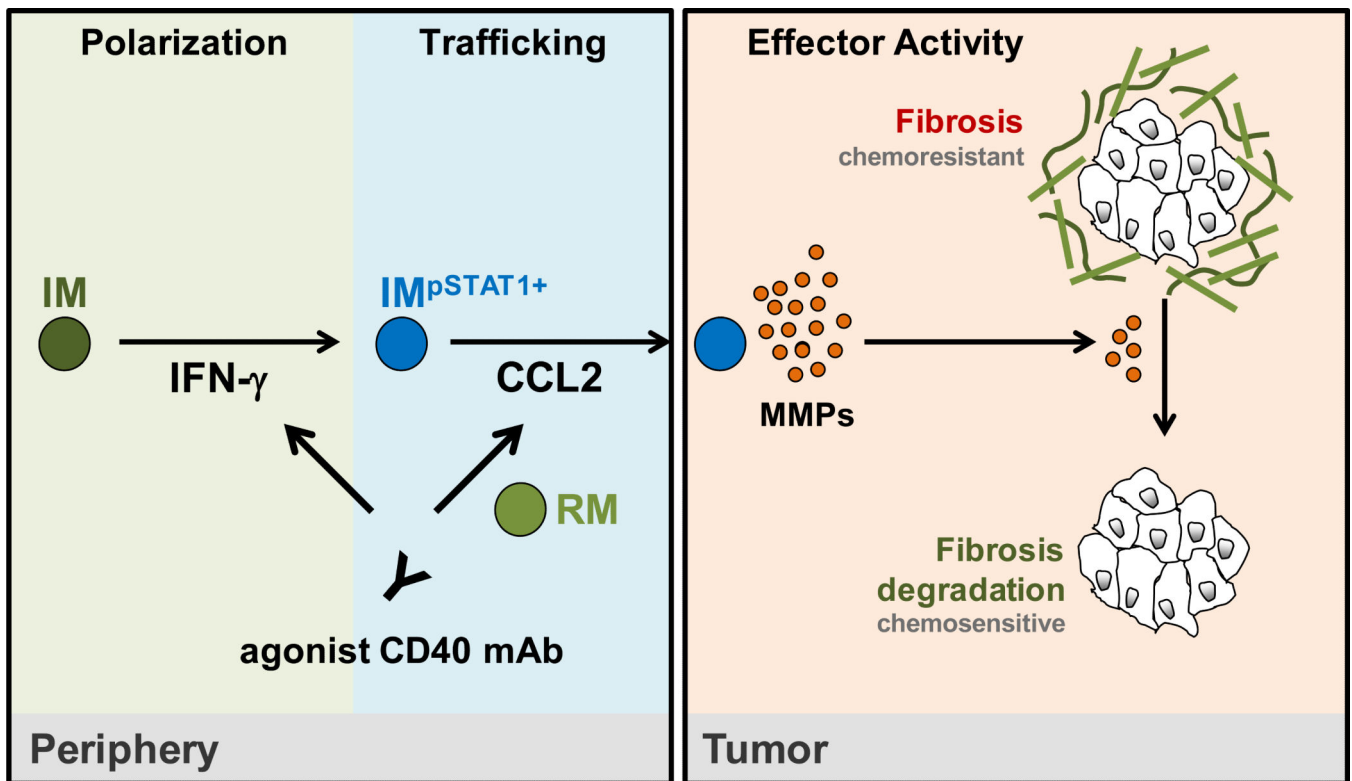 Polarization
Trafficking
Effector Activity
Fibrosis
chemoresistant
IM
IMpSTAT1+
IFN-γ
CCL2
MMPs
RM
agonist CD40 mAb
Fibrosis
degradation
chemosensitive
Periphery
Tumor